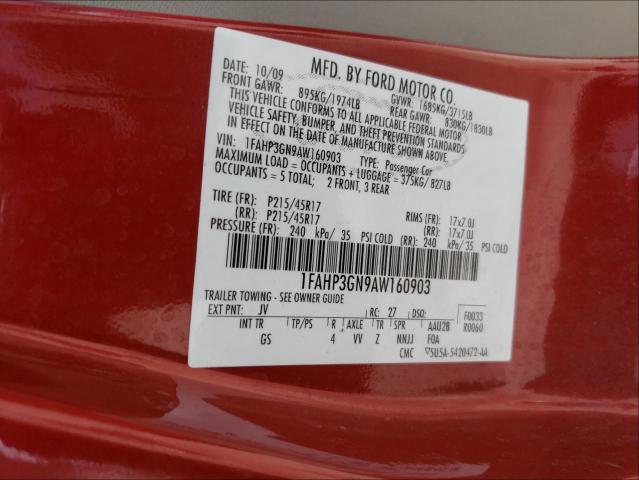 MFD. BY FORD MOTOR CO.
DATE: 10/09 GVWR: 1685KG/3715LB
FRONT GAWR: 895KG/1974LB REAR GAWR: 830KG/1830LB
THIS VEHICLE CONFORMS TO ALL APPLICABLE FEDERAL MOTOR
VEHICLE SAFETY, BUMPER, AND THEFT PREVENTION STANDARDS
IN EFFECT ON THE DATE OF MANUFACTURE SHOWN ABOVE.
VIN: 1FAHP3GN9AW160903 TYPE: Passenger Car
MAXIMUM LOAD = OCCUPANTS + LUGGAGE = 375KG/ 827LB
OCCUPANTS = 5 TOTAL; 2 FRONT, 3 REAR
TIRE (FR): P215/45R17 RIMS (FR): 17x7.0J
(RR): P215/45R17 (RR): 17x7.0J
PRESSURE (FR): 240 kPa/ 35 PSI COLD (RR): 240 kPa/ 35 PSI COLD
1FAHP3GN9AW160903
TRAILER TOWING - SEE OWNER GUIDE
EXT PNT: JV RC: 27 DSO: F0033
INT TR TP/PS R AXLE TR SPR AAU2B R0060
GS 4 VV Z NNJJ FOA
CMC 5U5A-5420472-AA